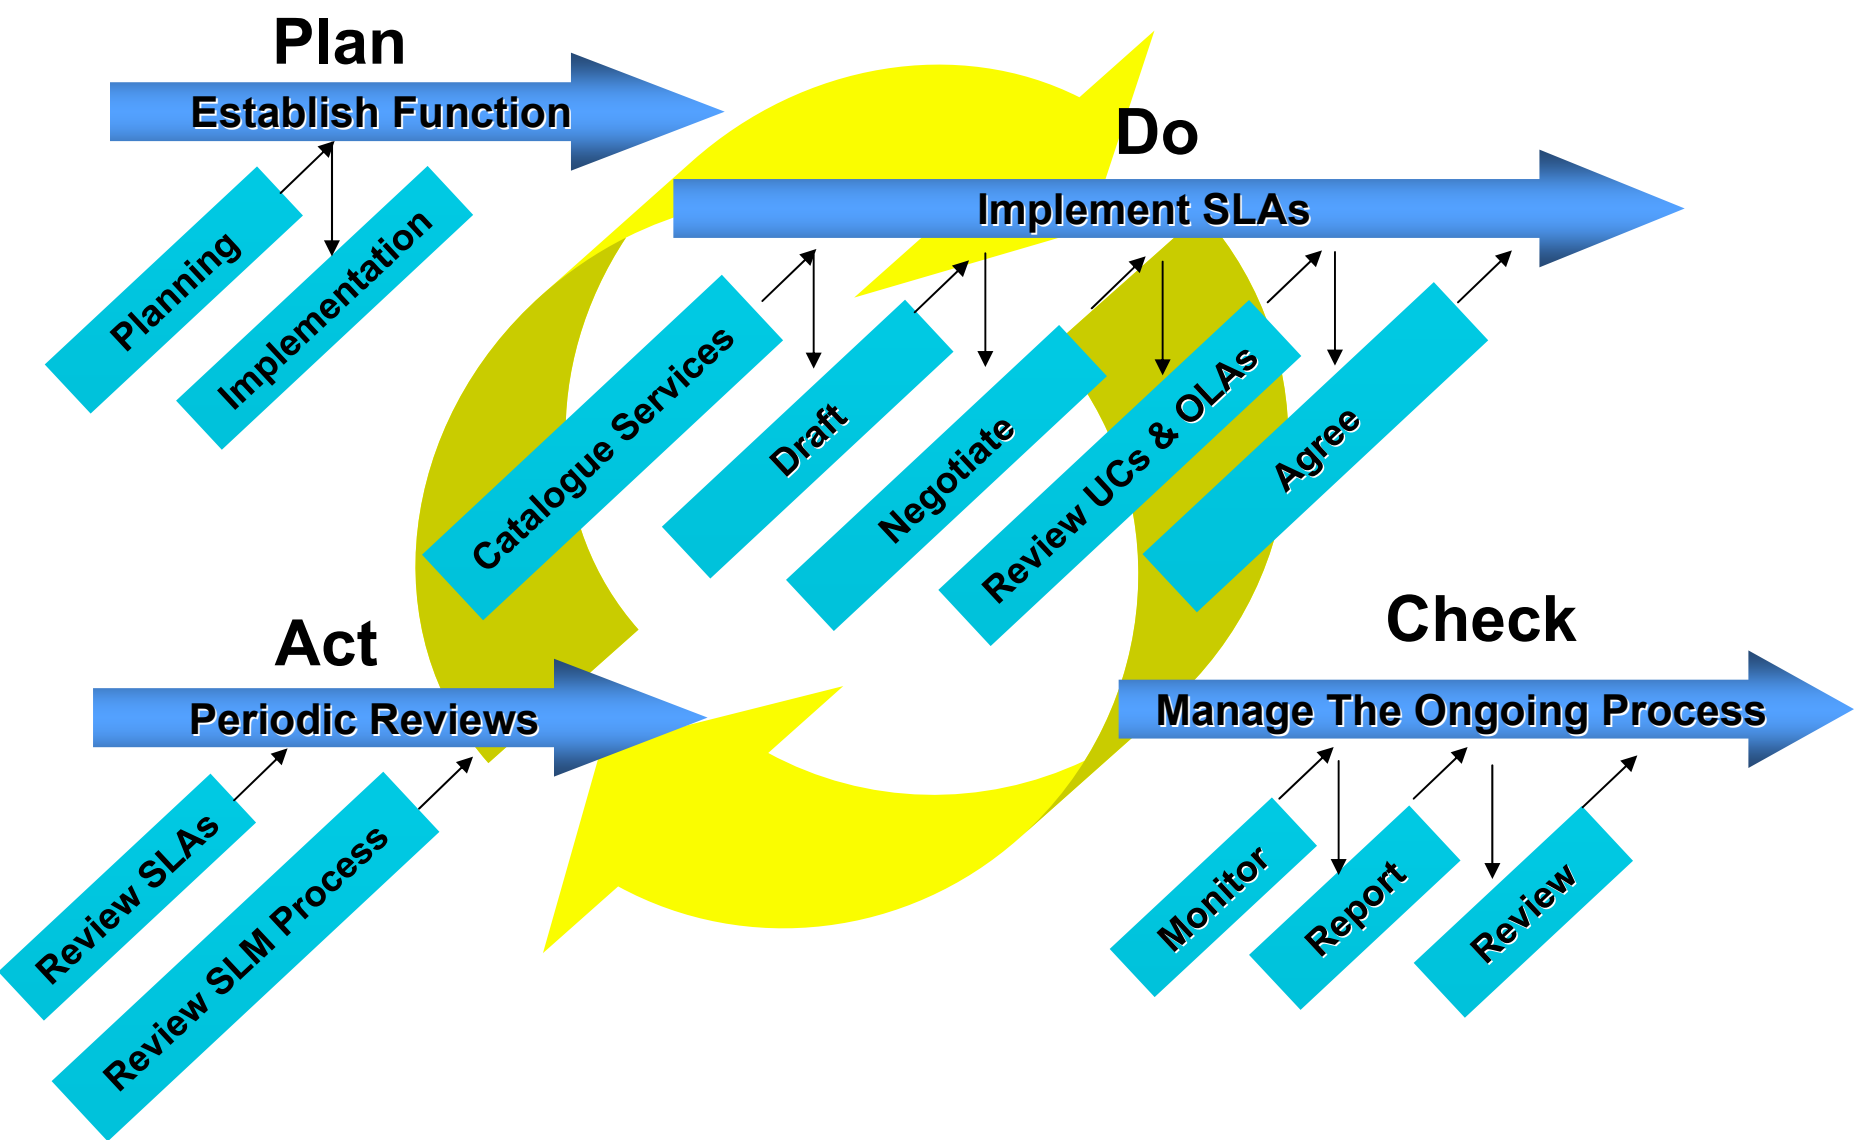 Plan
Establish Function
Planning
Implementation
Do
Implement SLAs
Catalogue Services
Draft
Negotiate
Review UCs & OLAs
Agree
Act
Periodic Reviews
Review SLAs
Review SLM Process
Check
Manage The Ongoing Process
Monitor
Report
Review